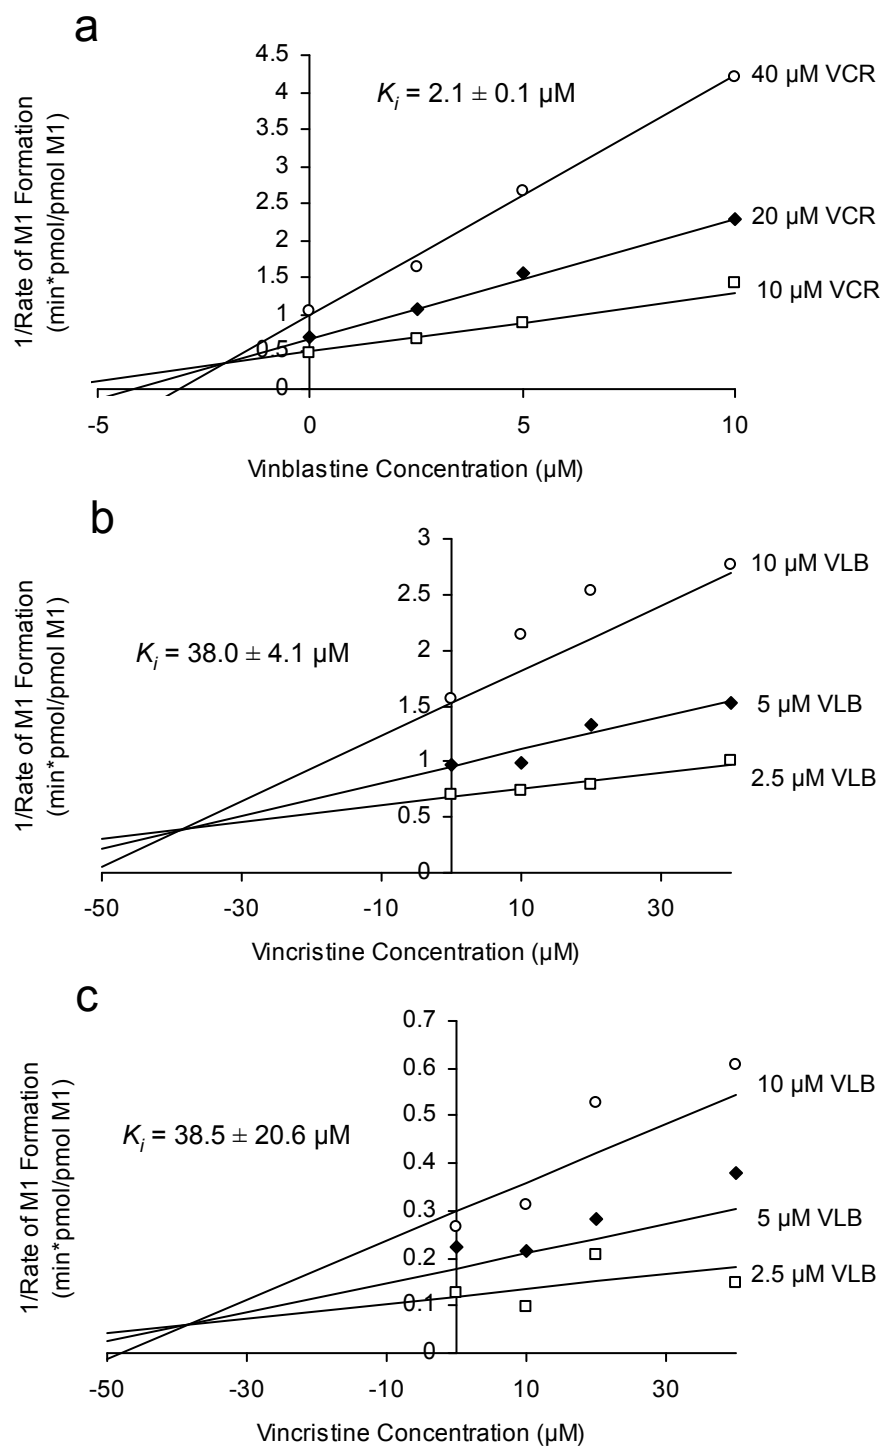 a
1/Rate of M1 Formation
(min*pmol/pmol M1)
4.5
4
3.5
3
2.5
2
1.5
1
0.5
0
K_i = 2.1 ± 0.1 µM
40 µM VCR
20 µM VCR
10 µM VCR
-5 0 5 10
Vinblastine Concentration (µM)
b
1/Rate of M1 Formation
(min*pmol/pmol M1)
3
2.5
2
1.5
1
0.5
0
K_i = 38.0 ± 4.1 µM
10 µM VLB
5 µM VLB
2.5 µM VLB
-50 -30 -10 10 30
Vincristine Concentration (µM)
c
1/Rate of M1 Formation
(min*pmol/pmol M1)
0.7
0.6
0.5
0.4
0.3
0.2
0.1
0
K_i = 38.5 ± 20.6 µM
10 µM VLB
5 µM VLB
2.5 µM VLB
-50 -30 -10 10 30
Vincristine Concentration (µM)